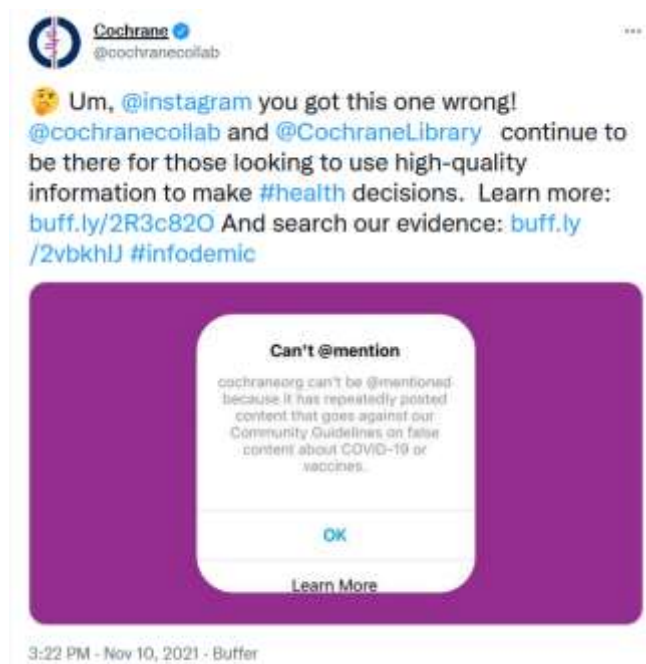 Cochrane
@cochranecollab
Um, @instagram you got this one wrong!
@cochranecollab and @CochraneLibrary continue to
be there for those looking to use high-quality
information to make #health decisions. Learn more:
buff.ly/2R3c82O And search our evidence: buff.ly
/2vbkhIJ #infodemic
Can't @mention
cochraneorg can't be @mentioned
because it has repeatedly posted
content that goes against our
Community Guidelines on false
content about COVID-19 or
vaccines.
OK
Learn More
3:22 PM - Nov 10, 2021 - Buffer